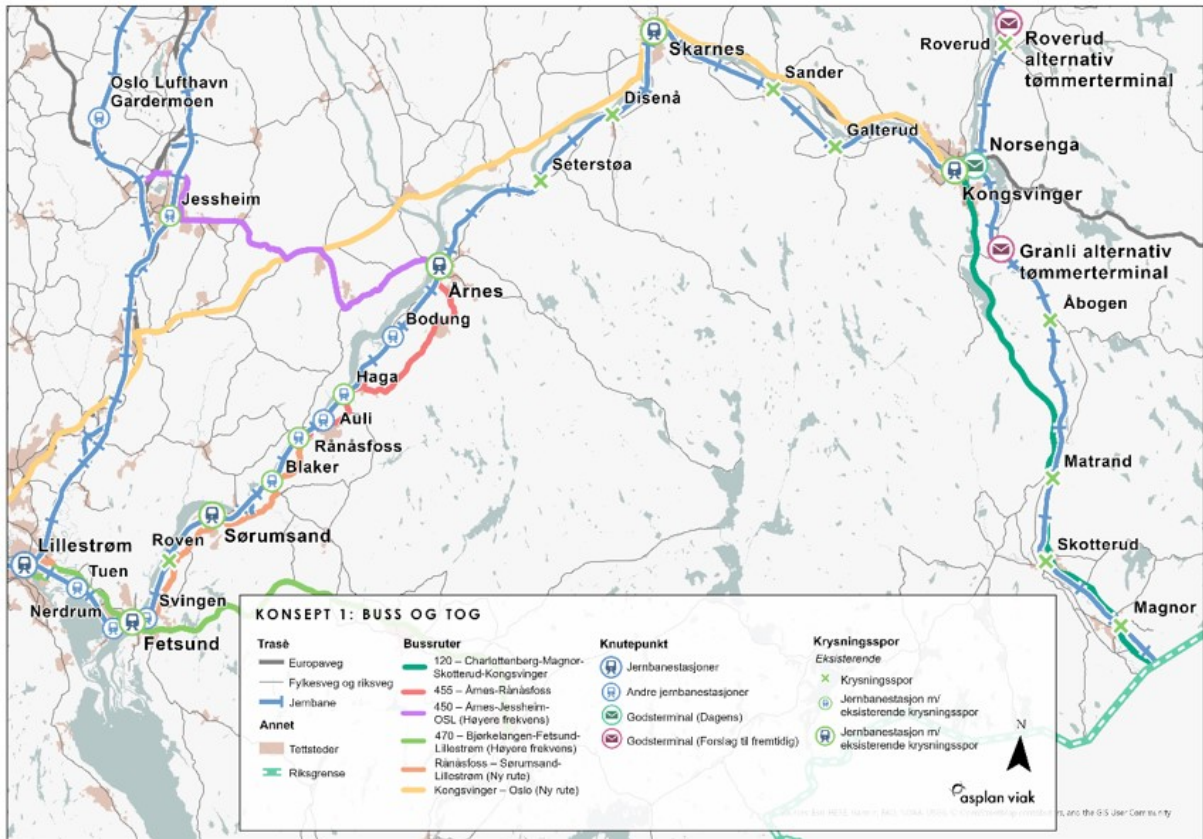 Oslo Lufthavn
Gardermoen
Jessheim
Skarnes
Sander
Disenå
Galterud
Seterstøa
Roverud
Roverud
alternativ
tømmerterminal
Norsenga
Kongsvinger
Granli alternativ
tømmerterminal
Åbogen
Årnes
Bodung
Haga
Auli
Rånåsfoss
Blaker
Matrand
Sørumsand
Roven
Skotterud
Lillestrøm
Tuen
Svingen
Nerdrum
Fetsund
Magnor
KONSEPT 1: BUSS OG TOG
Trasè
Europaveg
Fylkesveg og riksveg
Jernbane
Annet
Tettsteder
Riksgrense
Bussruter
120 – Charlottenberg-Magnor-
Skotterud-Kongsvinger
455 – Årnes-Rånåsfoss
450 – Årnes-Jessheim-
OSL (Høyere frekvens)
470 – Bjørkelangen-Fetsund-
Lillestrøm (Høyere frekvens)
Rånåsfoss – Sørumsand-
Lillestrøm (Ny rute)
Kongsvinger – Oslo (Ny rute)
Knutepunkt
Jernbanestasjoner
Andre jernbanestasjoner
Godsterminal (Dagens)
Godsterminal (Forslag til fremtidig)
Krysningsspor
Eksisterende
Krysningsspor
Jernbanestasjon m/
eksisterende krysningsspor
Jernbanestasjon m/
eksisterende krysningsspor
N
asplan viak
and the GIS User Community